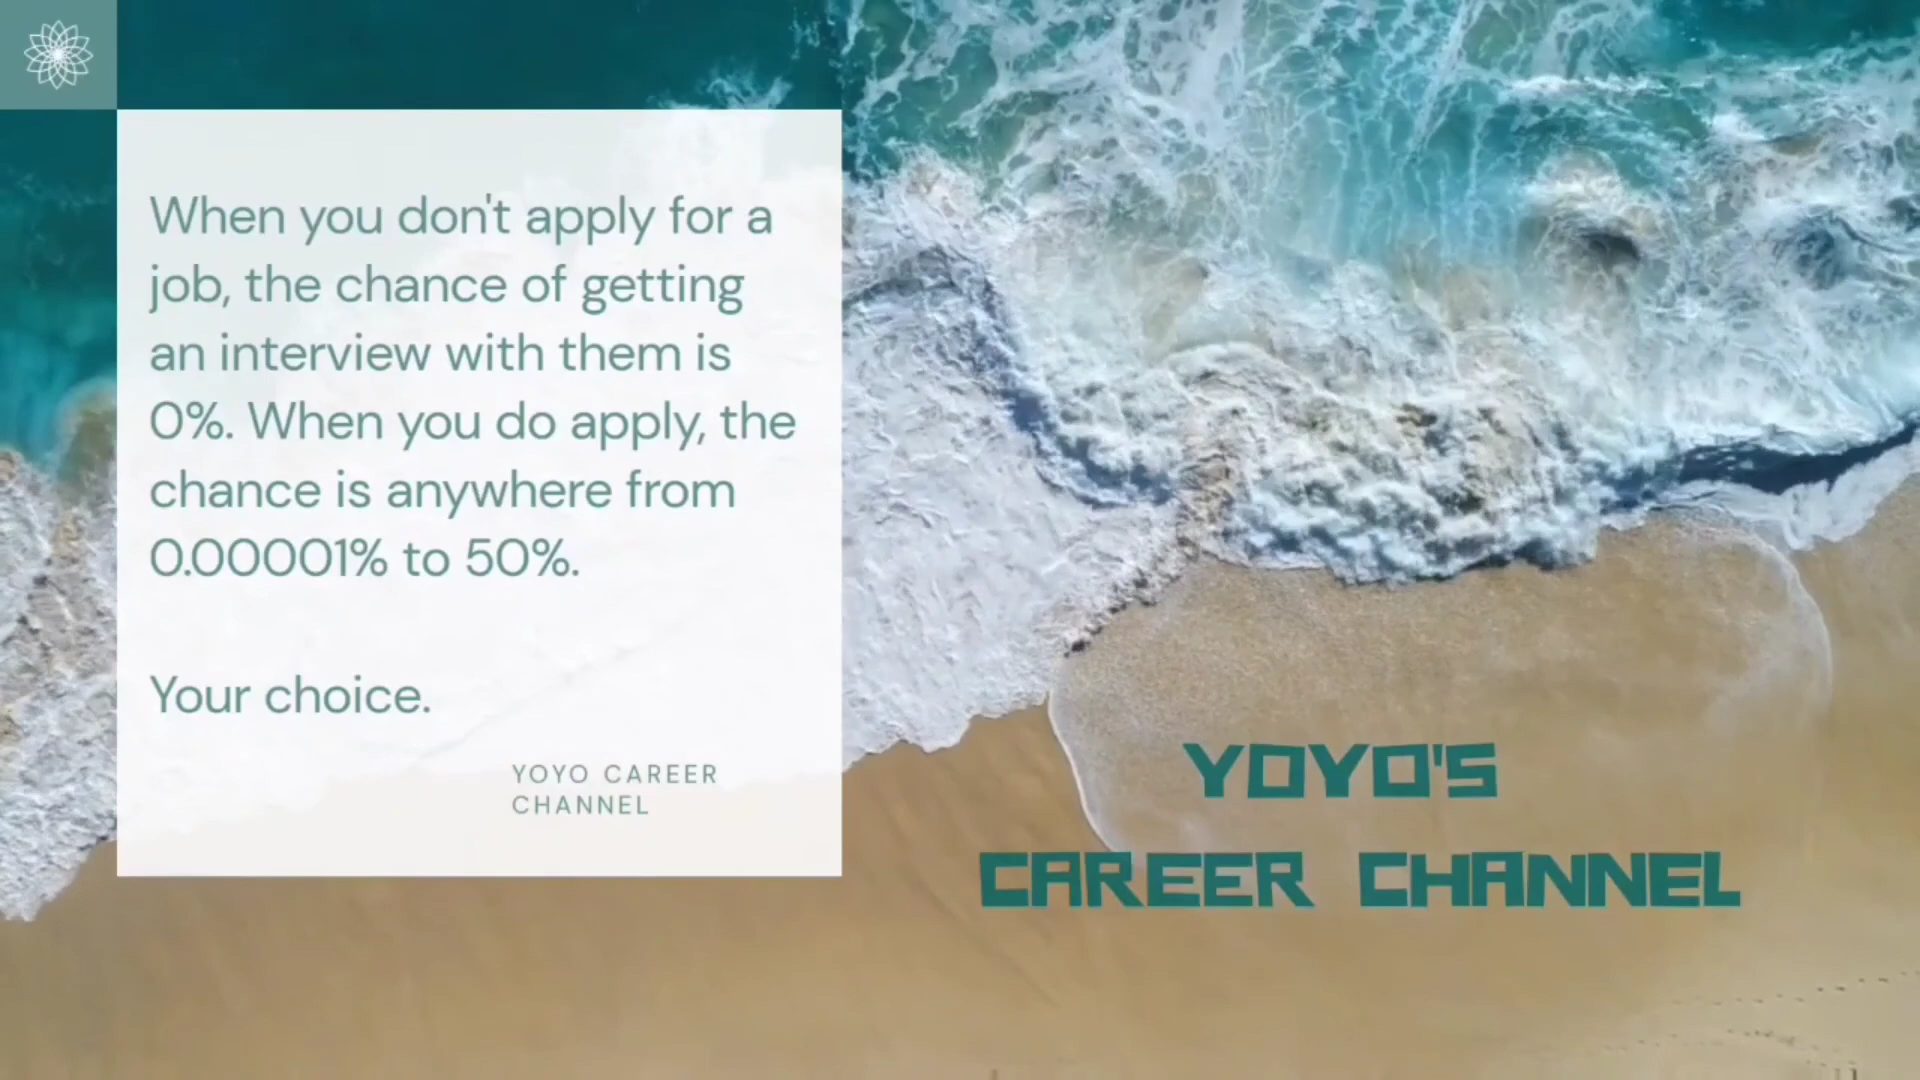 When you don't apply for a
job, the chance of getting
an interview with them is
0%. When you do apply, the
chance is anywhere from
0.00001% to 50%.
Your choice.
YOYO CAREER
CHANNEL
YOYO'S
CAREER CHANNEL